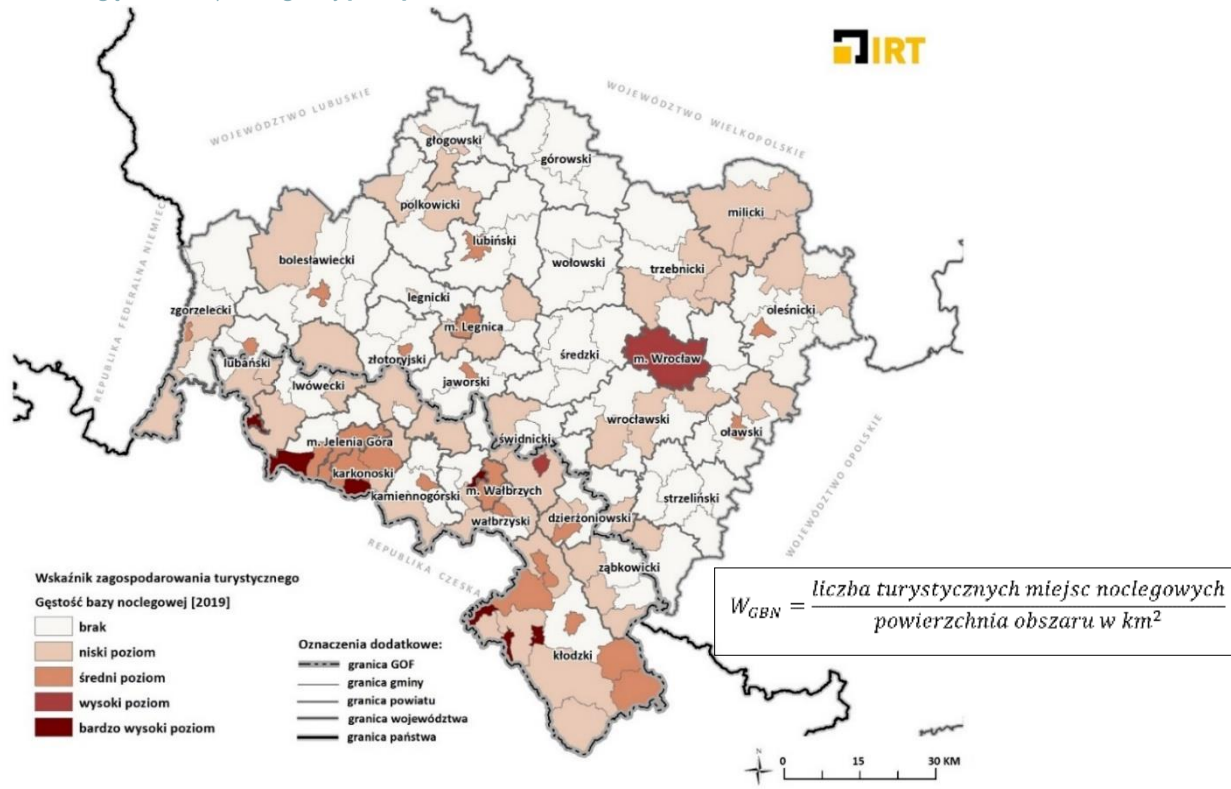 IRT
WOJEWÓDZTWO LUBUSKIE
WOJEWÓDZTWO WIELKOPOLSKIE
REPUBLIKA FEDERALNA NIEMIEC
głogowski
górowski
polkowicki
milicki
lubiński
bolesławiecki
wołowski
trzebnicki
legnicki
zgorzelecki
oleśnicki
m. Legnica
lubański
złotoryjski
średzki
m. Wrocław
lwówecki
jaworski
wrocławski
oławski
m. Jelenia Góra
świdnicki
karkonoski
kamiennogórski
m. Wałbrzych
strzeliński
wałbrzyski
dzierżoniowski
WOJEWÓDZTWO OPOLSKIE
REPUBLIKA CZESKA
ząbkowicki
kłodzki
Wskaźnik zagospodarowania turystycznego
Gęstość bazy noclegowej [2019]
brak
niski poziom
średni poziom
wysoki poziom
bardzo wysoki poziom
Oznaczenia dodatkowe:
granica GOF
granica gminy
granica powiatu
granica województwa
granica państwa
W_GBN = liczba turystycznych miejsc noclegowych
powierzchnia obszaru w km²
N
0 15 30 KM